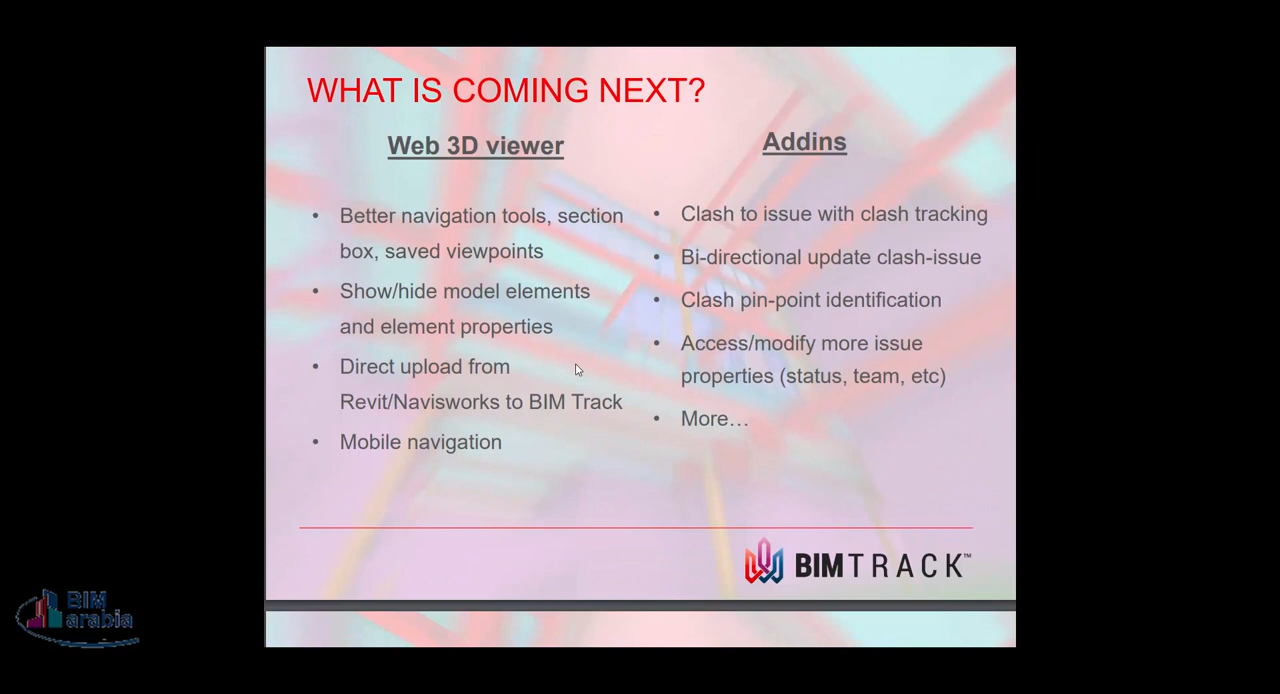 WHAT IS COMING NEXT?
Web 3D viewer
• Better navigation tools, section
box, saved viewpoints
• Show/hide model elements
and element properties
• Direct upload from
Revit/Navisworks to BIM Track
• Mobile navigation
Addins
• Clash to issue with clash tracking
• Bi-directional update clash-issue
• Clash pin-point identification
• Access/modify more issue
properties (status, team, etc)
• More…
BIMTRACK™
BIM
arabia